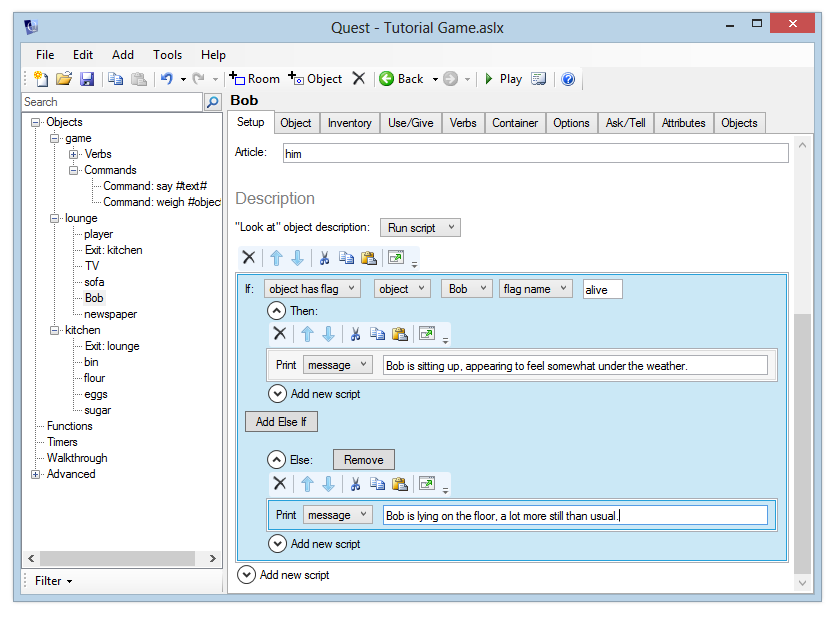 Quest - Tutorial Game.aslx
File Edit Add Tools Help
Room Object Back Play
Search
Objects
game
Verbs
Commands
Command: say #text#
Command: weigh #object
lounge
player
Exit: kitchen
TV
sofa
Bob
newspaper
kitchen
Exit: lounge
bin
flour
eggs
sugar
Functions
Timers
Walkthrough
Advanced
Filter
Bob
Setup Object Inventory Use/Give Verbs Container Options Ask/Tell Attributes Objects
Article: him
Description
"Look at" object description: Run script
If: object has flag object Bob flag name alive
Then:
Print message Bob is sitting up, appearing to feel somewhat under the weather.
Add new script
Add Else If
Else: Remove
Print message Bob is lying on the floor, a lot more still than usual.
Add new script
Add new script